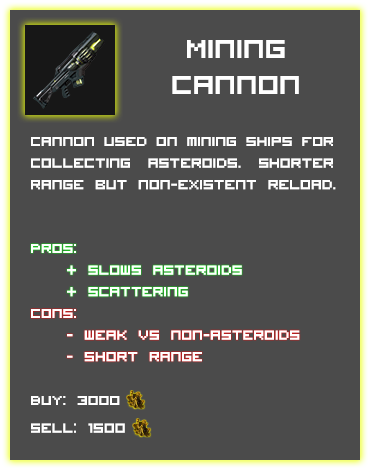 MINING
CANNON
CANNON USED ON MINING SHIPS FOR
COLLECTING ASTEROIDS. SHORTER
RANGE BUT NON-EXISTENT RELOAD.
PROS:
+ SLOWS ASTEROIDS
+ SCATTERING
CONS:
- WEAK VS NON-ASTEROIDS
- SHORT RANGE
BUY: 3000
SELL: 1500